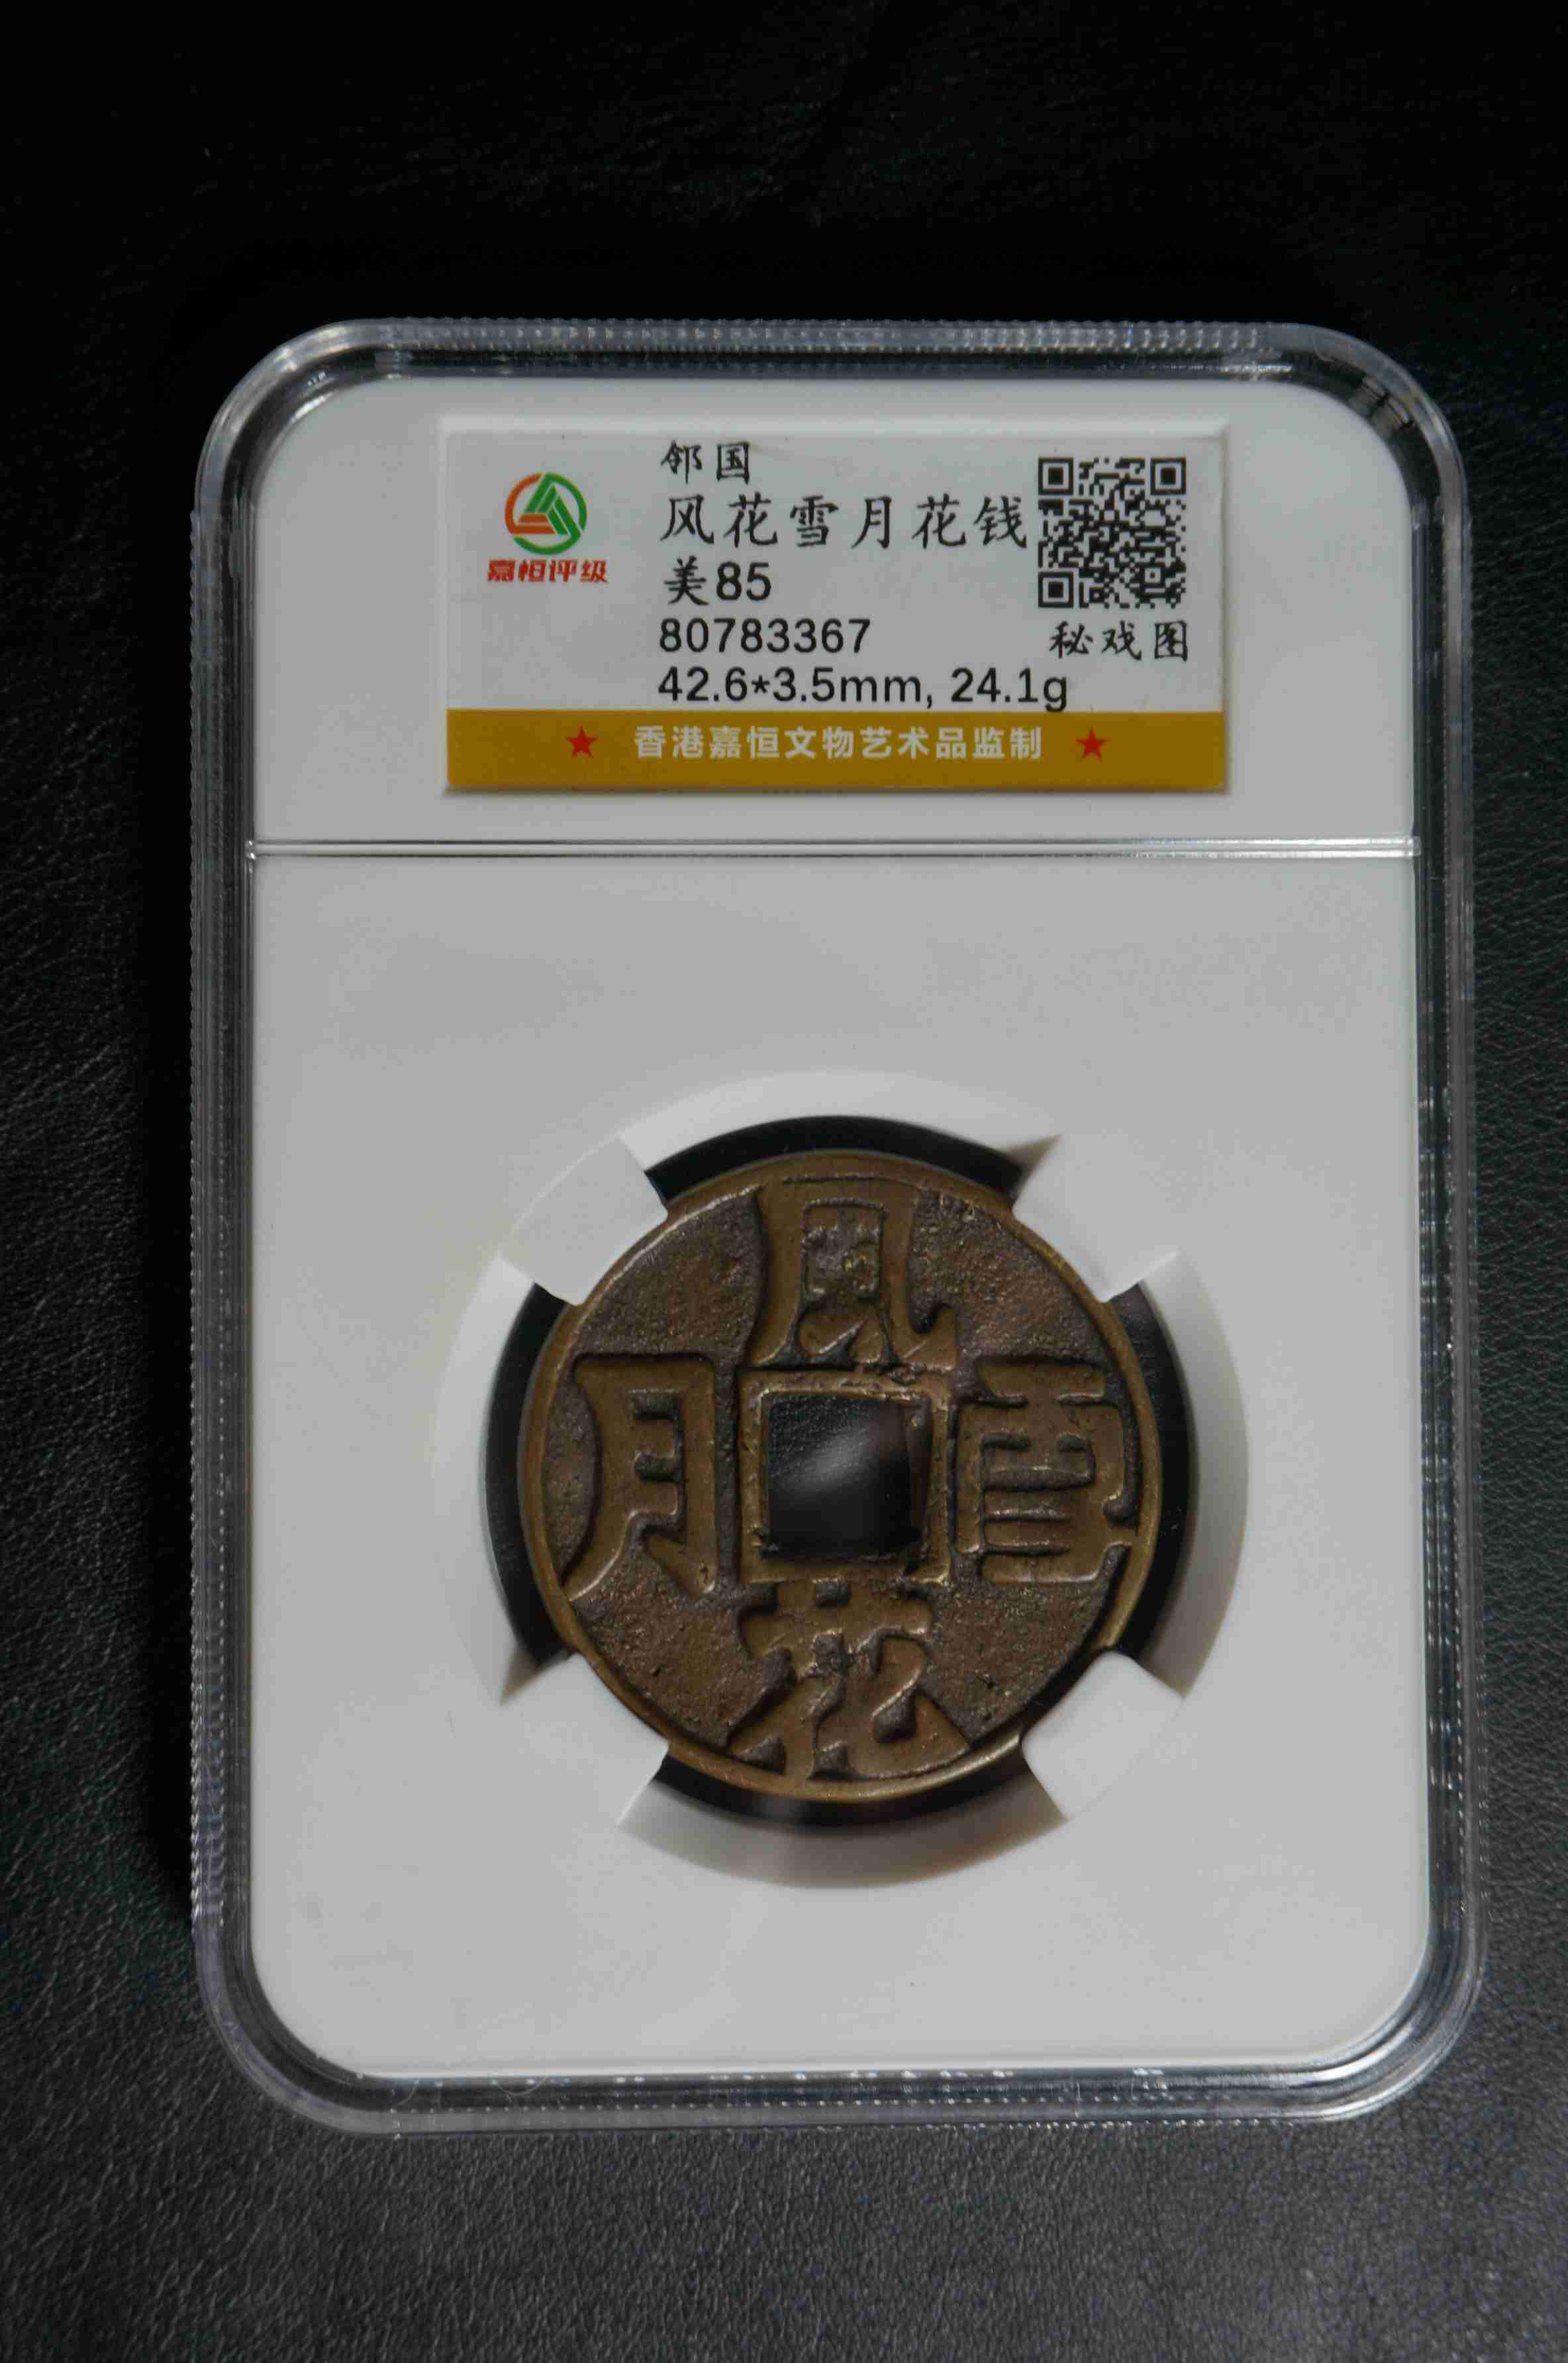 邻国
风花雪月花钱
嘉恒评级
美85
80783367
秘戏图
42.6*3.5mm, 24.1g
★ 香港嘉恒文物艺术品监制 ★
風
月
雪
花